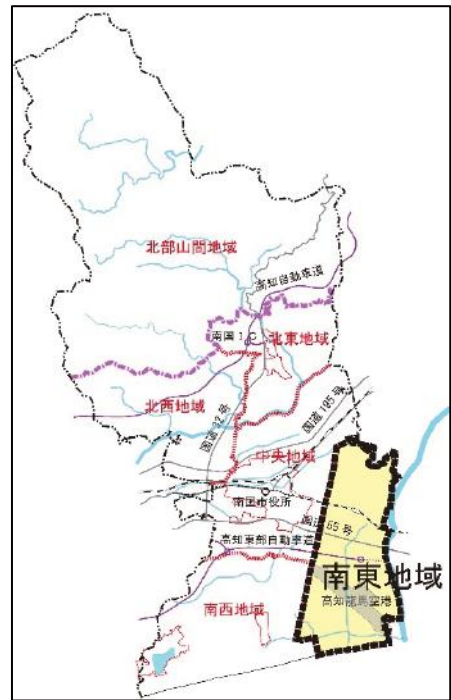 北部山間地域
高知自動車道
南国I.C
北東地域
北西地域
国道32号
国道195号
中央地域
南国市役所
国道55号
高知東部自動車道
南東地域
高知龍馬空港
南西地域